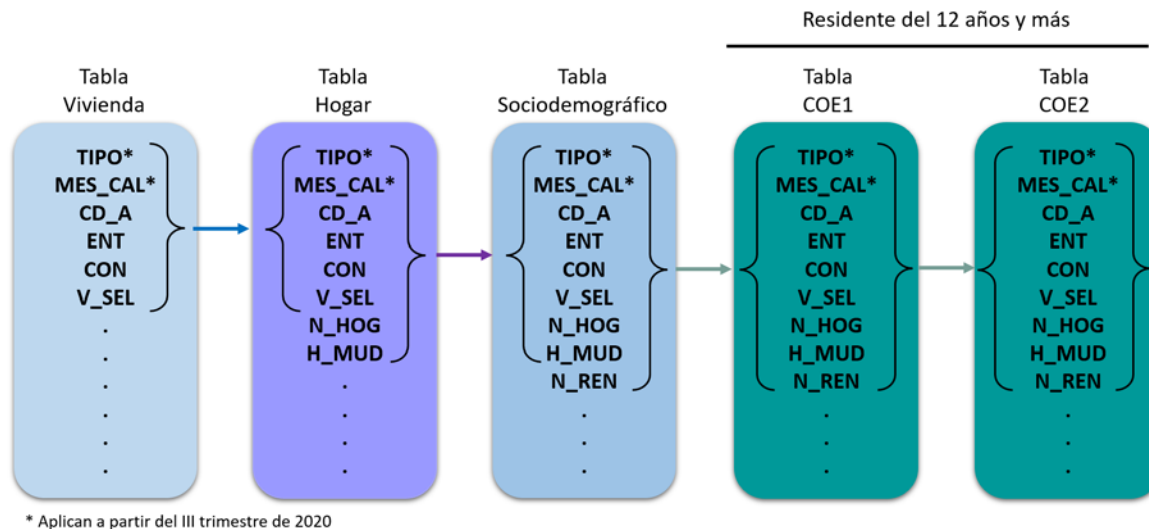 Residente del 12 años y más
Tabla
Vivienda
TIPO*
MES_CAL*
CD_A
ENT
CON
V_SEL
.
.
.
.
.
.
Tabla
Hogar
TIPO*
MES_CAL*
CD_A
ENT
CON
V_SEL
N_HOG
H_MUD
.
.
.
.
Tabla
Sociodemográfico
TIPO*
MES_CAL*
CD_A
ENT
CON
V_SEL
N_HOG
H_MUD
N_REN
.
.
.
Tabla
COE1
TIPO*
MES_CAL*
CD_A
ENT
CON
V_SEL
N_HOG
H_MUD
N_REN
.
.
.
Tabla
COE2
TIPO*
MES_CAL*
CD_A
ENT
CON
V_SEL
N_HOG
H_MUD
N_REN
.
.
.
* Aplican a partir del III trimestre de 2020